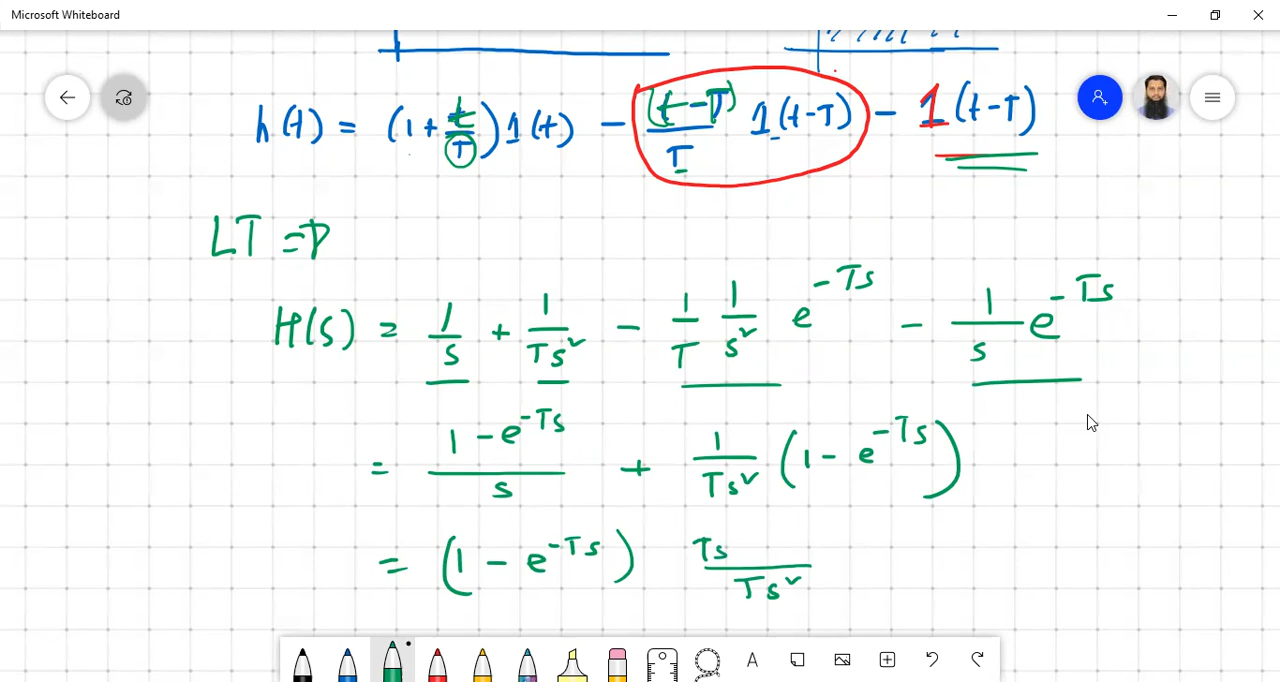 Microsoft Whiteboard
h(t) = (1 + t/T) 1(t) - (t-T)/T 1(t-T) - 1(t-T)
LT ⇒
H(s) = 1/s + 1/Ts² - 1/T 1/s² e^-Ts - 1/s e^-Ts
= 1-e^-Ts/s + 1/Ts² (1 - e^-Ts)
= (1 - e^-Ts) Ts/Ts²
A